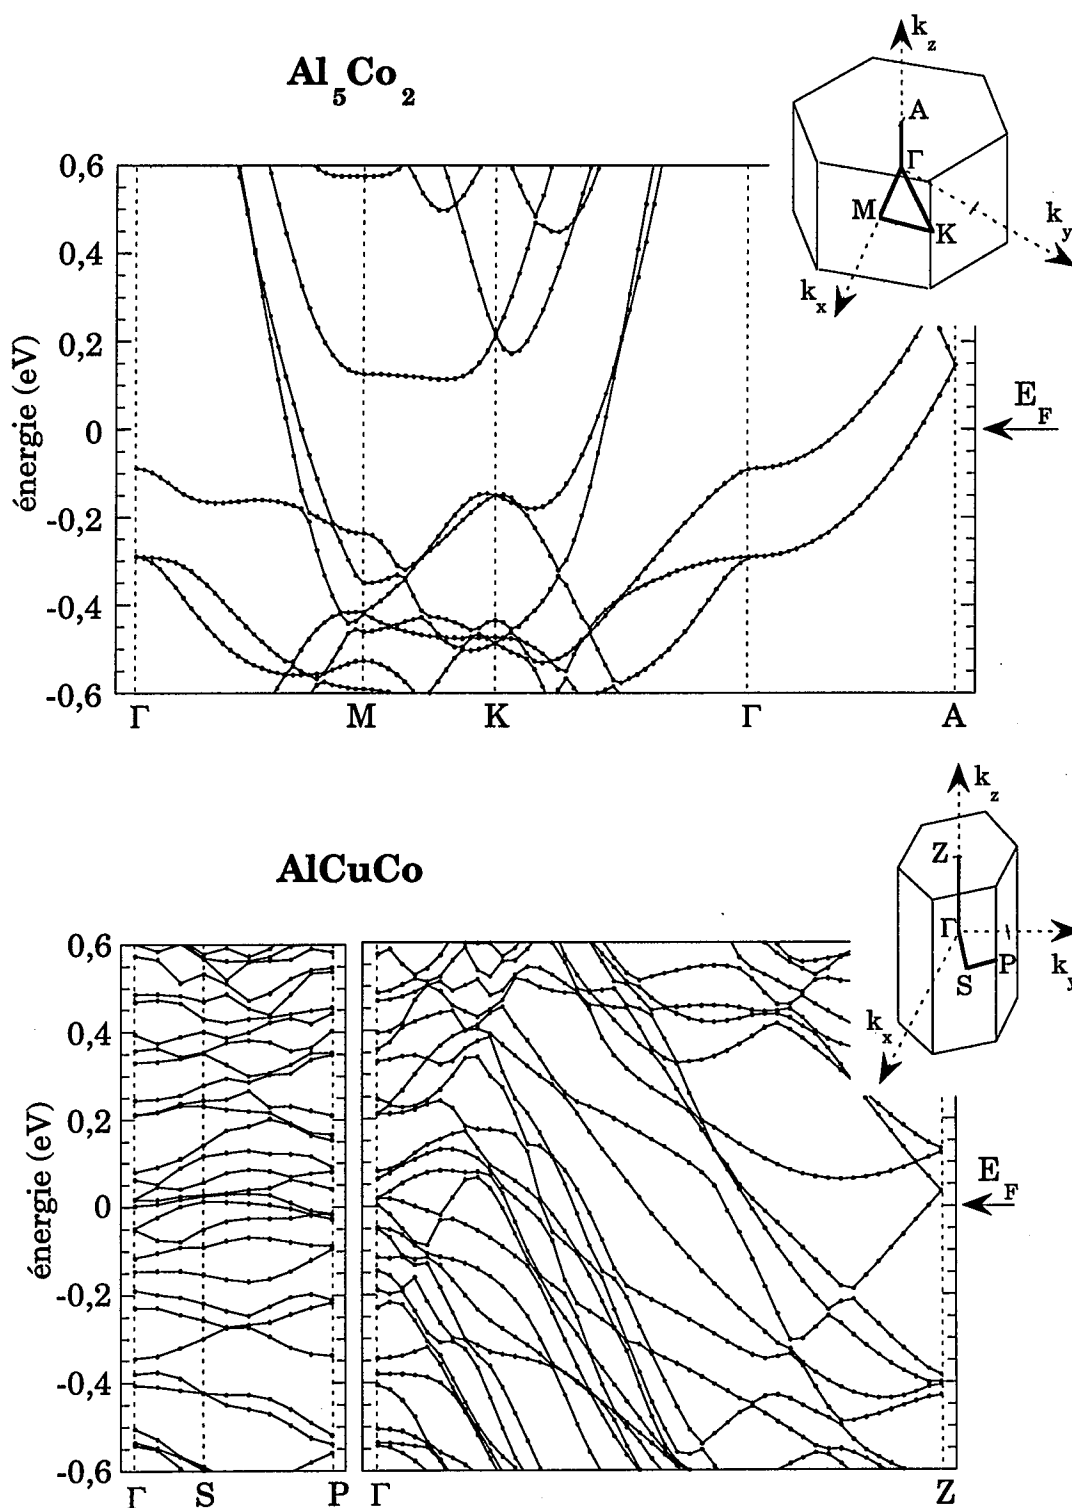 Al5Co2
kz
A
Γ
M
K
ky
kx
énergie (eV)
0,6
0,4
0,2
0
-0,2
-0,4
-0,6
EF
Γ M K Γ A
AlCuCo
kz
Z
Γ
P
S
ky
kx
énergie (eV)
0,6
0,4
0,2
0
-0,2
-0,4
-0,6
EF
Γ S P Γ Z